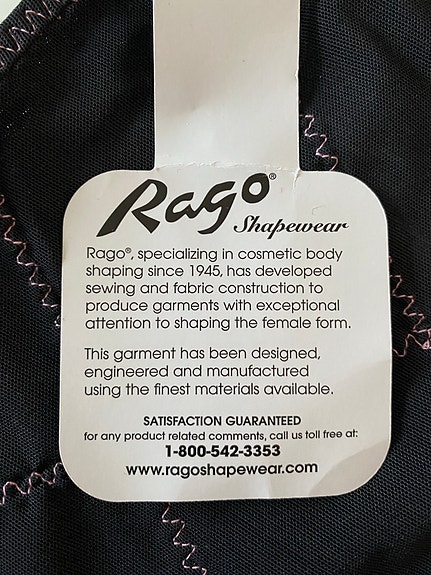 Rago®
Shapewear
Rago®, specializing in cosmetic body
shaping since 1945, has developed
sewing and fabric construction to
produce garments with exceptional
attention to shaping the female form.
This garment has been designed,
engineered and manufactured
using the finest materials available.
SATISFACTION GUARANTEED
for any product related comments, call us toll free at:
1-800-542-3353
www.ragoshapewear.com